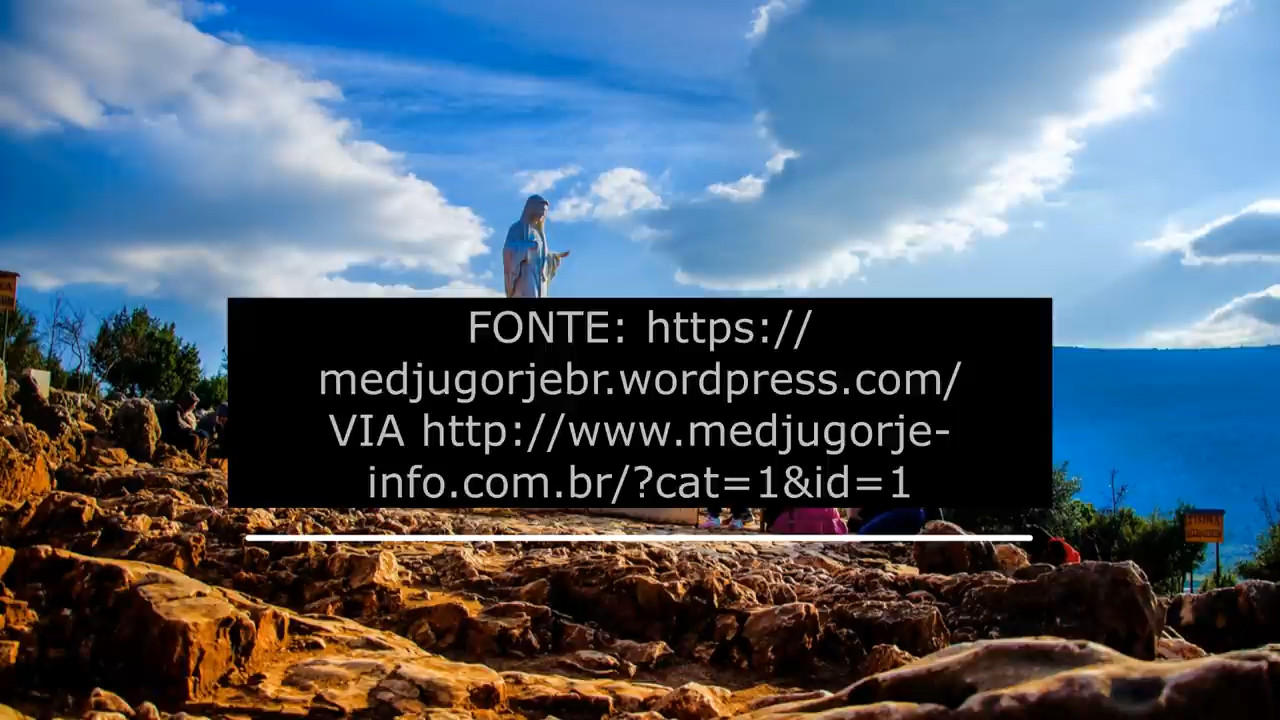 FONTE: https://
medjugorjebr.wordpress.com/
VIA http://www.medjugorje-
info.com.br/?cat=1&id=1